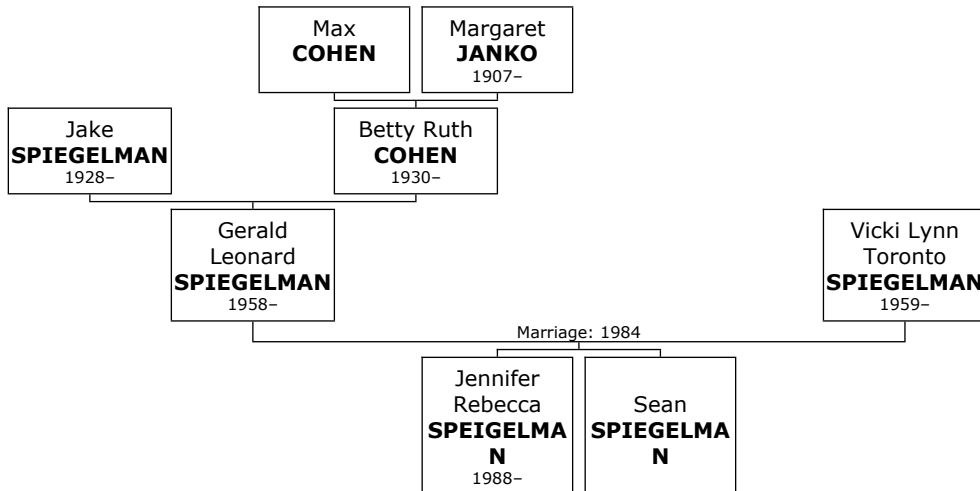 Max
COHEN
Margaret
JANKO
1907–
Jake
SPIEGELMAN
1928–
Betty Ruth
COHEN
1930–
Gerald
Leonard
SPIEGELMAN
1958–
Vicki Lynn
Toronto
SPIEGELMAN
1959–
Marriage: 1984
Jennifer
Rebecca
SPEIGELMA
N
1988–
Sean
SPIEGELMA
N